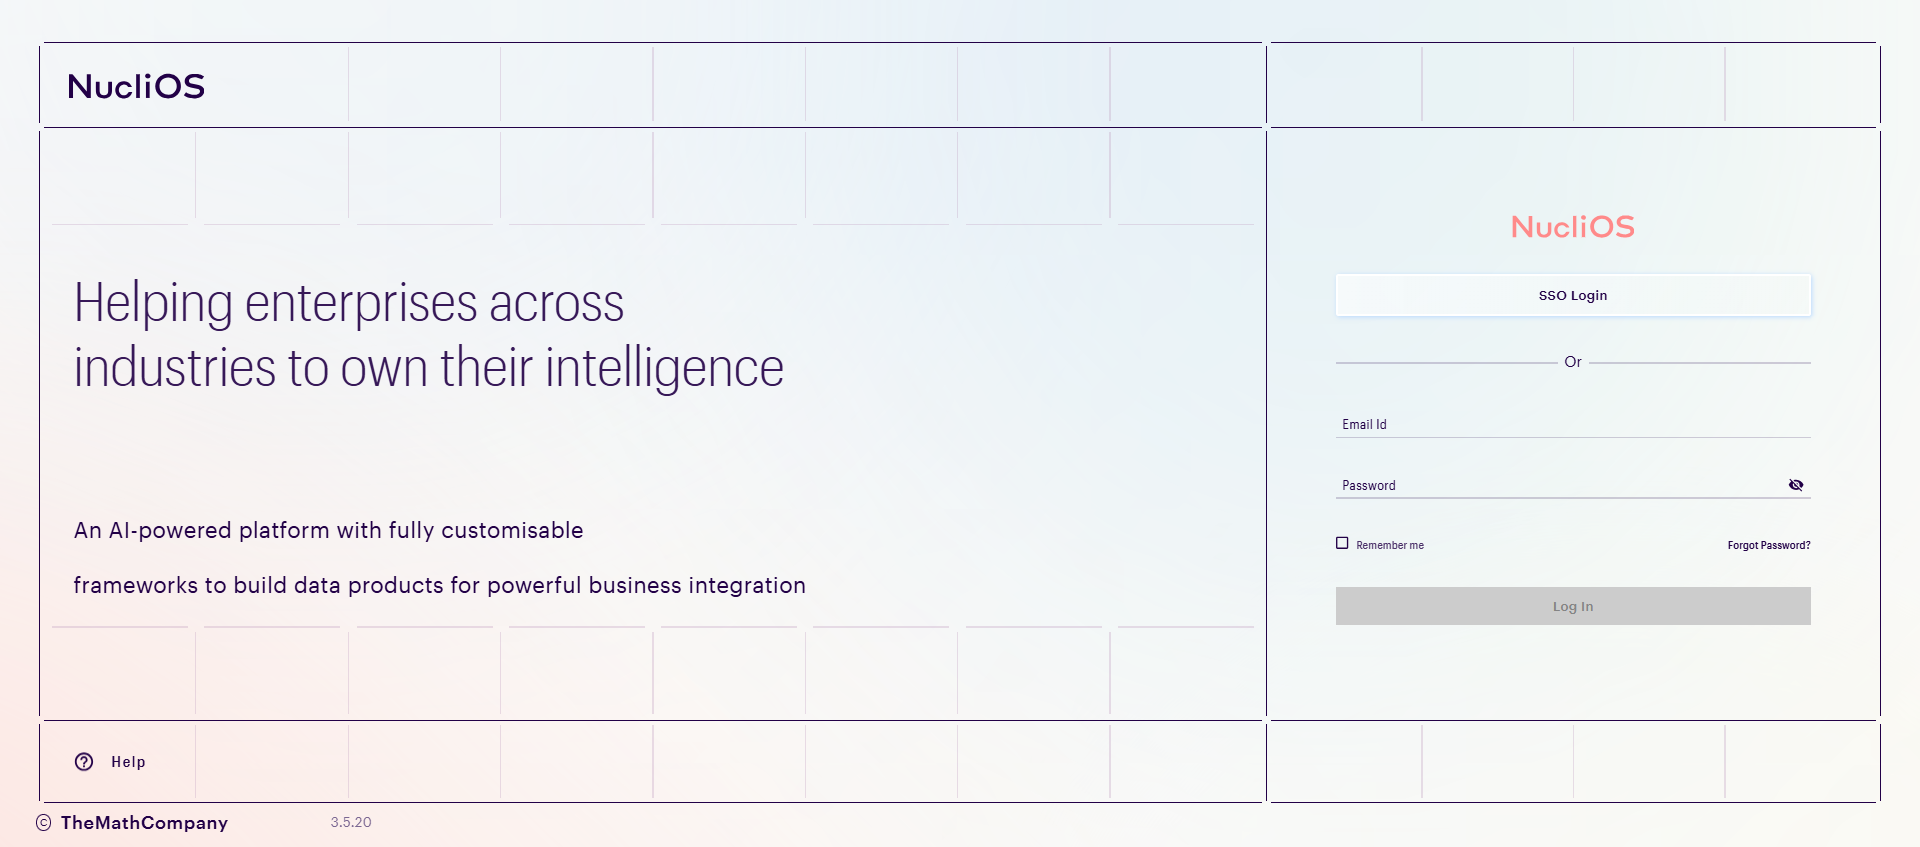 NucliOS
Helping enterprises across
industries to own their intelligence
An AI-powered platform with fully customisable
frameworks to build data products for powerful business integration
NucliOS
SSO Login
Or
Email Id
Password
Remember me
Forgot Password?
Log In
Help
© TheMathCompany
3.5.20